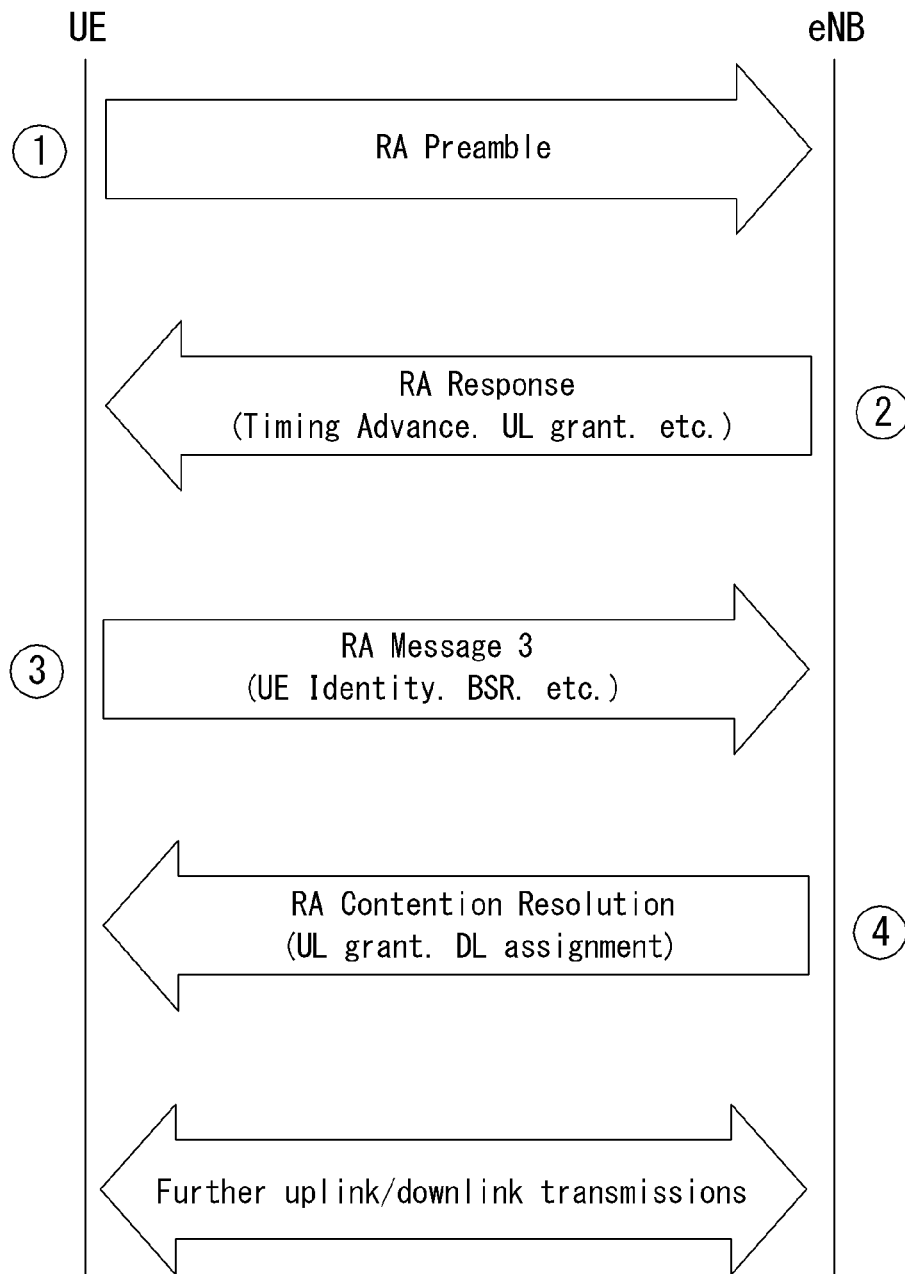 UE
eNB
1
RA Preamble
RA Response
(Timing Advance. UL grant. etc.)
2
3
RA Message 3
(UE Identity. BSR. etc.)
RA Contention Resolution
(UL grant. DL assignment)
4
Further uplink/downlink transmissions